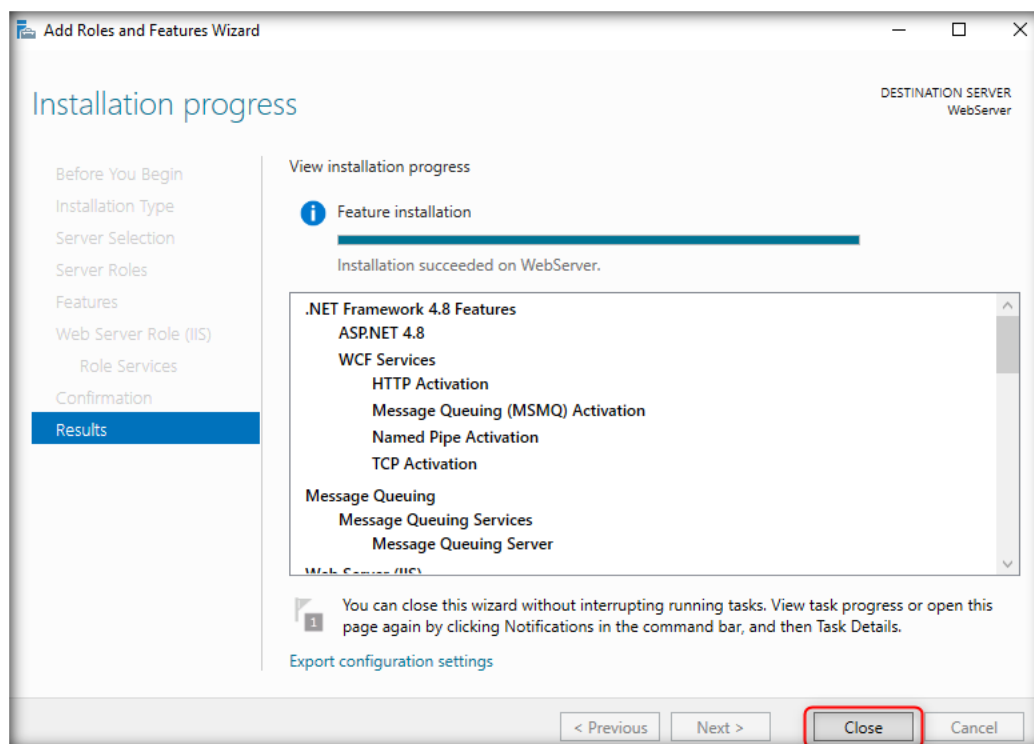 Add Roles and Features Wizard
Installation progress
DESTINATION SERVER
WebServer
Before You Begin
Installation Type
Server Selection
Server Roles
Features
Web Server Role (IIS)
Role Services
Confirmation
Results
View installation progress
Feature installation
Installation succeeded on WebServer.
.NET Framework 4.8 Features
ASP.NET 4.8
WCF Services
HTTP Activation
Message Queuing (MSMQ) Activation
Named Pipe Activation
TCP Activation
Message Queuing
Message Queuing Services
Message Queuing Server
Web Server (IIS)
1
You can close this wizard without interrupting running tasks. View task progress or open this
page again by clicking Notifications in the command bar, and then Task Details.
Export configuration settings
< Previous
Next >
Close
Cancel